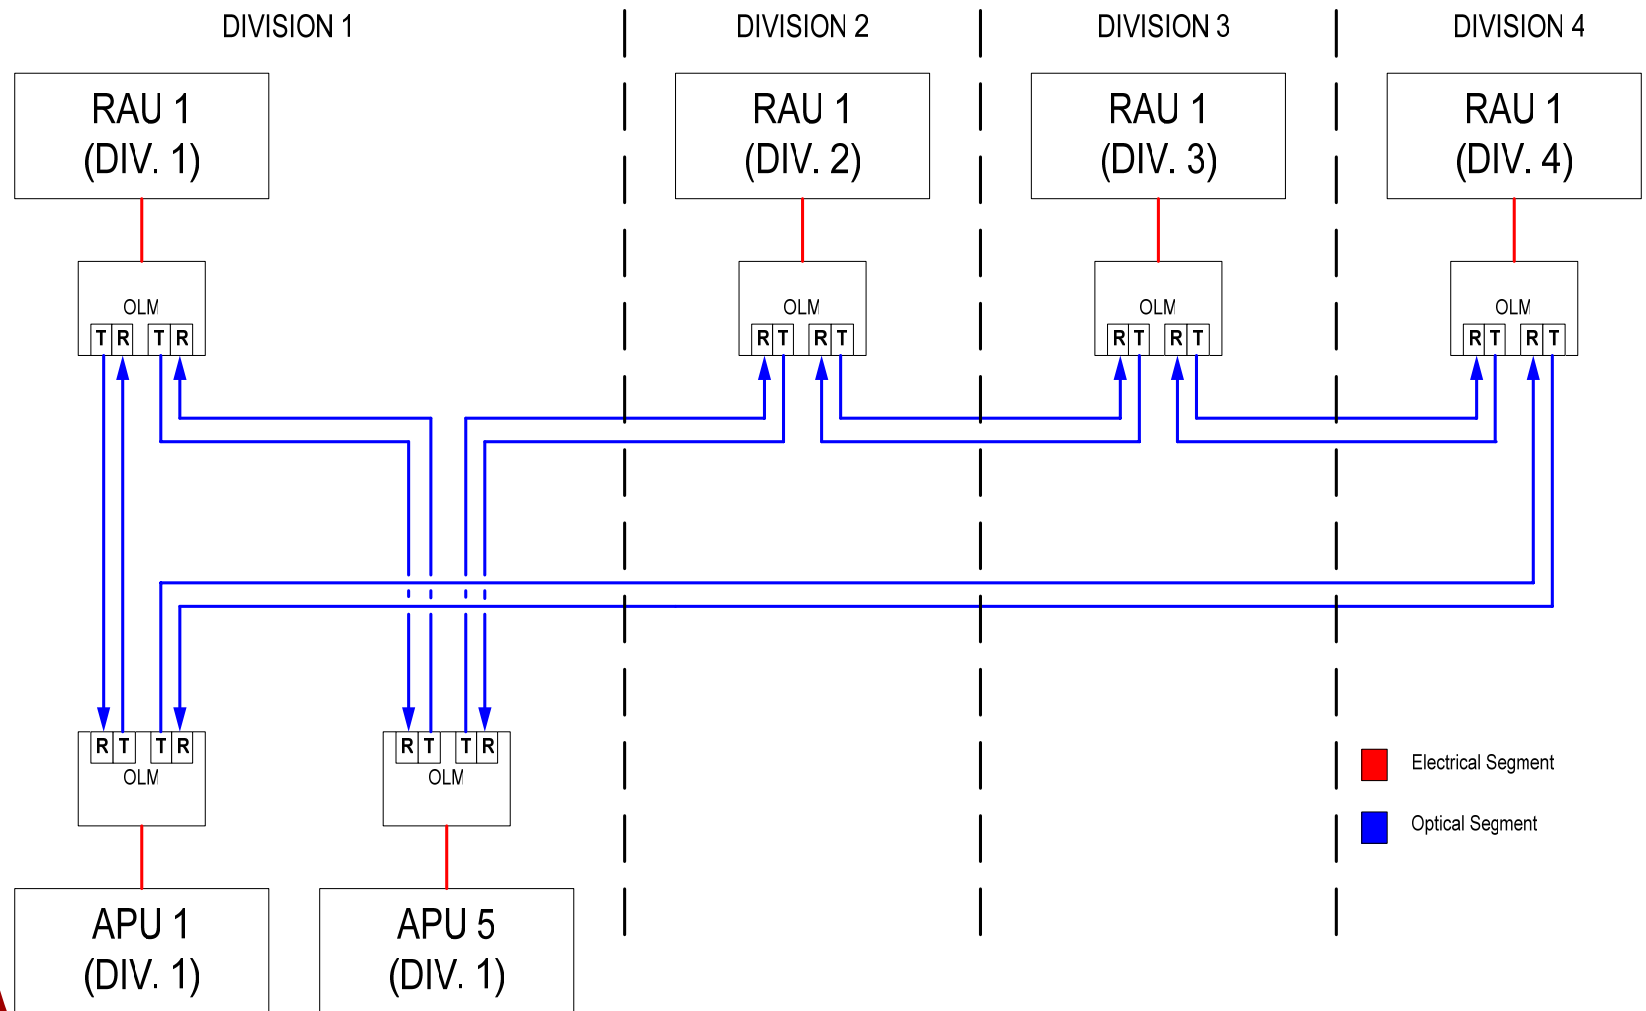 DIVISION 1
DIVISION 2
DIVISION 3
DIVISION 4
RAU 1
(DIV. 1)
RAU 1
(DIV. 2)
RAU 1
(DIV. 3)
RAU 1
(DIV. 4)
OLM
T R T R
OLM
R T R T
OLM
R T R T
OLM
R T R T
R T T R
OLM
R T T R
OLM
Electrical Segment
Optical Segment
APU 1
(DIV. 1)
APU 5
(DIV. 1)